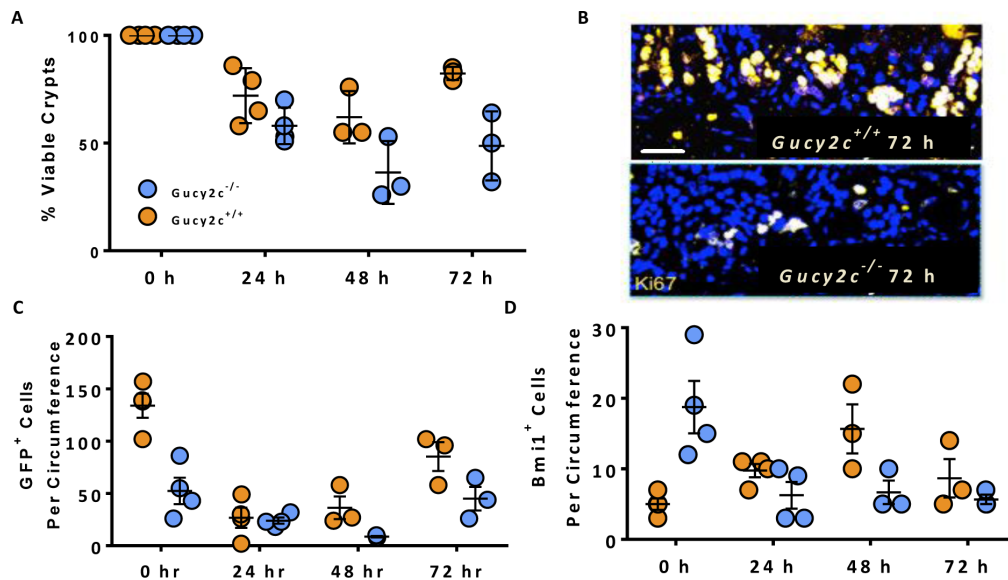 A
% Viable Crypts
100
50
0
Gucy2c-/-
Gucy2c+/+
0 h 24 h 48 h 72 h
B
Gucy2c+/+ 72 h
Gucy2c-/- 72 h
Ki67
C
GFP+ Cells
Per Circumference
200
150
100
50
0
0 hr 24 hr 48 hr 72 hr
D
Bmi1+ Cells
Per Circumference
30
20
10
0
0 h 24 h 48 h 72 h